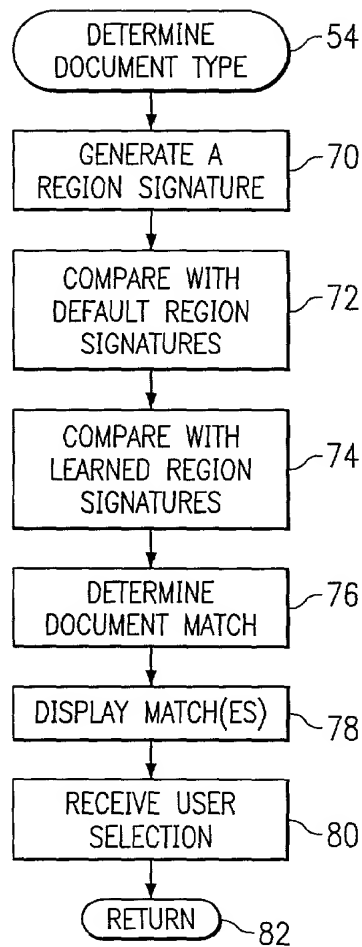 DETERMINE
DOCUMENT TYPE
54
GENERATE A
REGION SIGNATURE
70
COMPARE WITH
DEFAULT REGION
SIGNATURES
72
COMPARE WITH
LEARNED REGION
SIGNATURES
74
DETERMINE
DOCUMENT MATCH
76
DISPLAY MATCH(ES)
78
RECEIVE USER
SELECTION
80
RETURN
82